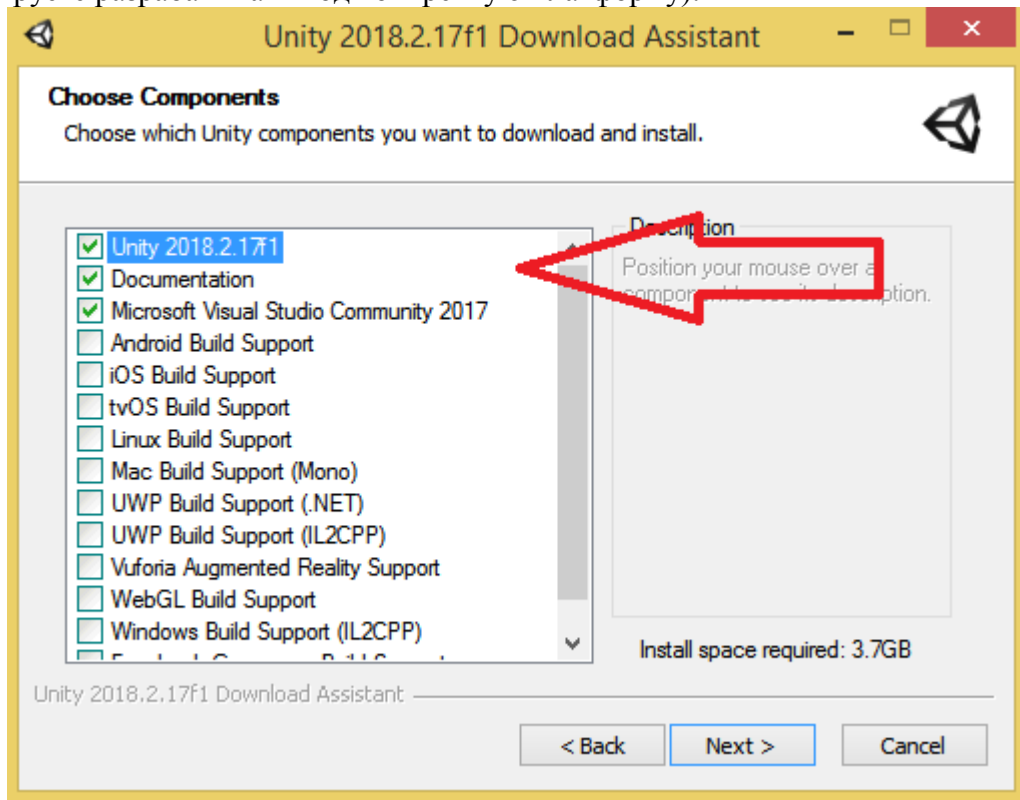 Unity 2018.2.17f1 Download Assistant
Choose Components
Choose which Unity components you want to download and install.
Unity 2018.2.17f1
Documentation
Microsoft Visual Studio Community 2017
Android Build Support
iOS Build Support
tvOS Build Support
Linux Build Support
Mac Build Support (Mono)
UWP Build Support (.NET)
UWP Build Support (IL2CPP)
Vuforia Augmented Reality Support
WebGL Build Support
Windows Build Support (IL2CPP)
Description
Position your mouse over a
component to see its description.
Install space required: 3.7GB
Unity 2018.2.17f1 Download Assistant
< Back
Next >
Cancel